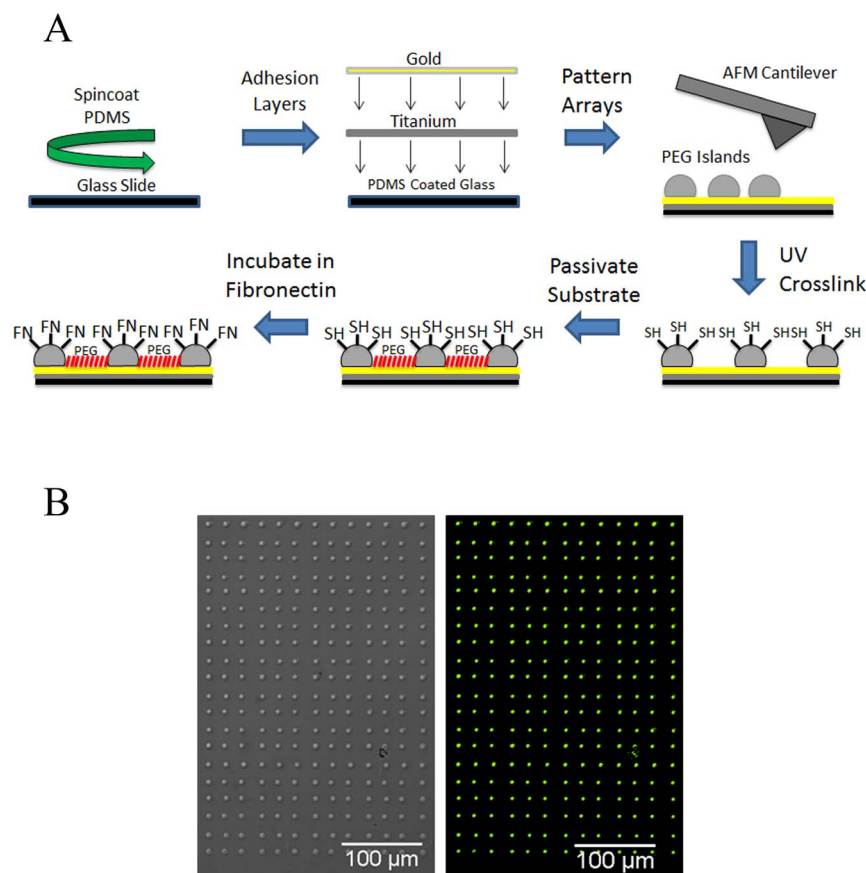 A
Spincoat
PDMS
Glass Slide
Adhesion
Layers
Gold
Titanium
PDMS Coated Glass
Pattern
Arrays
AFM Cantilever
PEG Islands
UV
Crosslink
SH SH SH SH SH SH SH SH SH
Passivate
Substrate
SH SH SH SH SH SH SH SH SH
PEG PEG
Incubate in
Fibronectin
FN FN FN FN FN FN FN FN FN
PEG PEG
B
100 µm
100 µm